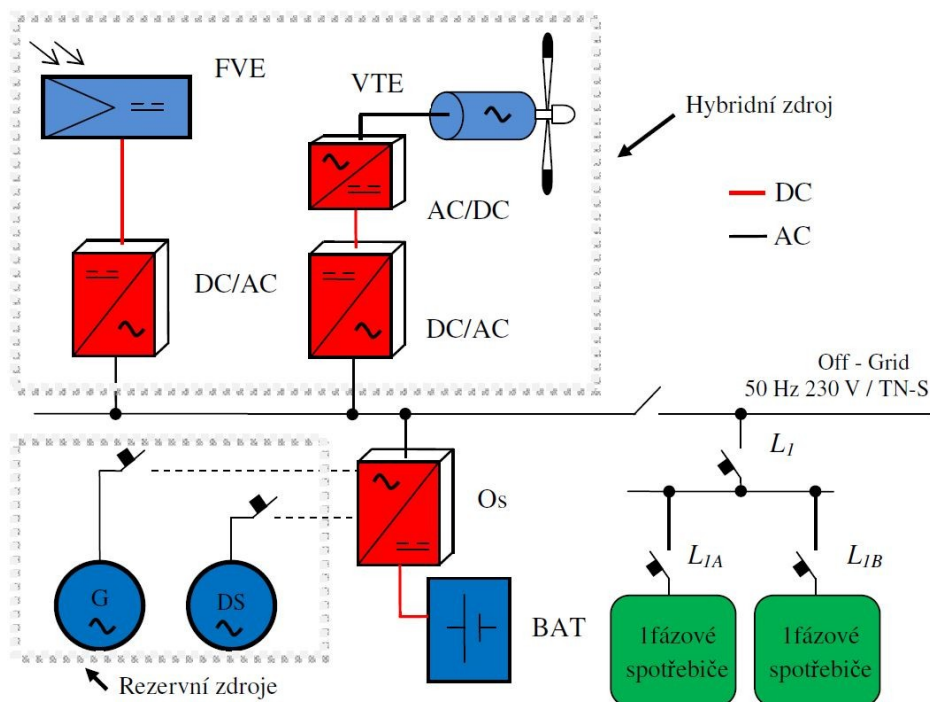 FVE
VTE
Hybridní zdroj
AC/DC
DC
AC
DC/AC
DC/AC
Off - Grid
50 Hz 230 V / TN-S
L1
Os
L1A
L1B
G
DS
BAT
1fázové
spotřebiče
1fázové
spotřebiče
Rezervní zdroje